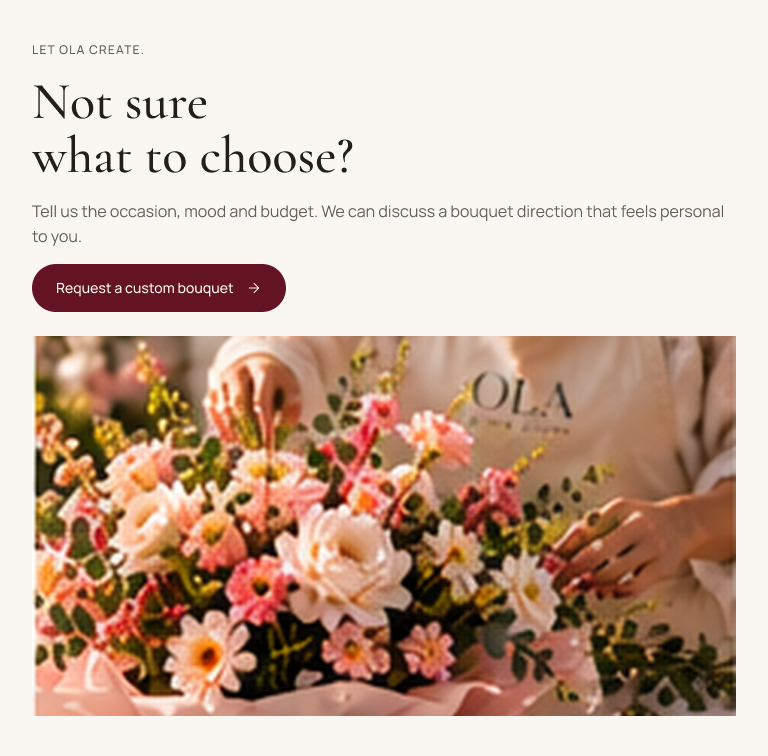 LET OLA CREATE.
Not sure
what to choose?
Tell us the occasion, mood and budget. We can discuss a bouquet direction that feels personal
to you.
Request a custom bouquet →
OLA